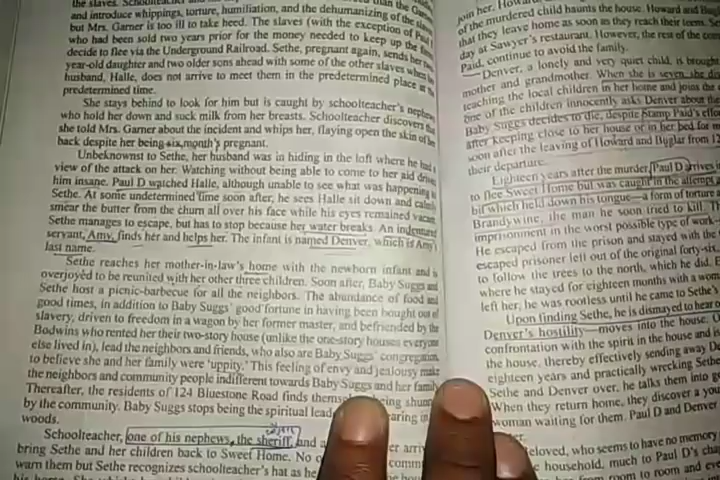 the slaves.
and introduce whippings, torture, humiliation, and the dehumanizing of the
but Mrs. Garner is too ill to take heed. The slaves (with the exception of Paul
who had been sold two years prior for the money needed to keep up the
decide to flee via the Underground Railroad. Sethe, pregnant again, sends her
year-old daughter and two older sons ahead with some of the other slaves when
husband, Halle, does not arrive to meet them in the predetermined place at the
predetermined time.
She stays behind to look for him but is caught by schoolteacher's nephews
who hold her down and suck milk from her breasts. Schoolteacher discovers
she told Mrs. Garner about the incident and whips her, flaying open the skin of her
back despite her being six month's pregnant.
Unbeknownst to Sethe, her husband was in hiding in the loft where he had a
view of the attack on her. Watching without being able to come to her aid
him insane. Paul D watched Halle, although unable to see what was happening to
Sethe. At some undetermined time soon after, he sees Halle sit down and calmly
smear the butter from the churn all over his face while his eyes remained vacant.
Sethe manages to escape, but has to stop because her water breaks. An indentured
servant, Amy, finds her and helps her. The infant is named Denver, which is Amy's
last name.
Sethe reaches her mother-in-law's home with the newborn infant and is
overjoyed to be reunited with her other three children. Soon after, Baby Suggs and
Sethe host a picnic-barbecue for all the neighbors. The abundance of food and
good times, in addition to Baby Suggs' good fortune in having been bought out of
slavery, driven to freedom in a wagon by her former master, and befriended by the
Bodwins who rented her their two-story house (unlike the one-story houses everyone
else lived in), lead the neighbors and friends, who also are Baby Suggs' congregation,
to believe she and her family were 'uppity.' This feeling of envy and jealousy make
the neighbors and community people indifferent towards Baby Suggs and her family.
Thereafter, the residents of 124 Bluestone Road finds being
by the community. Baby Suggs stops being the spiritual
woods.
Schoolteacher, one of his nephews, the sheriff, and a
bring Sethe and her children back to Sweet Home. No
warn them but Sethe recognizes schoolteacher's hat as he
join her.
of the murdered child haunts the house. Howard and
that they leave home as soon as they reach their teens.
day at Sawyer's restaurant. However, the rest of the
Paid, continue to avoid the family.
Denver, a lonely and very quiet child, is brought
mother and grandmother. When she is seven, she
teaching the local children in her home and joins the
one of the children innocently asks Denver about
Baby Suggs decides to die, despite Stamp Paid's
after keeping close to her house or in her bed for
soon after the leaving of Howard and Buglar from
their departure.
Eighteen years after the murder, Paul D arrives
to flee Sweet Home but was caught in the attempt
bit which held down his tongue—a form of torture
Brandywine, the man he soon tried to kill.
imprisonment in the worst possible type of
He escaped from the prison and stayed with the
escaped prisoner left out of the original forty-six.
to follow the trees to the north, which he did.
where he stayed for eighteen months with a
left her, he was rootless until he came to Sethe's
Upon finding Sethe, he is dismayed to hear
Denver's hostility—moves into the house.
confrontation with the spirit in the house and
the house, thereby effectively sending away
eighteen years and practically wrecking
Sethe and Denver over, he talks them into
When they return home, they discover a
woman waiting for them. Paul D and Denver
eloved, who seems to have no memory
household, much to Paul D's
from room to room and